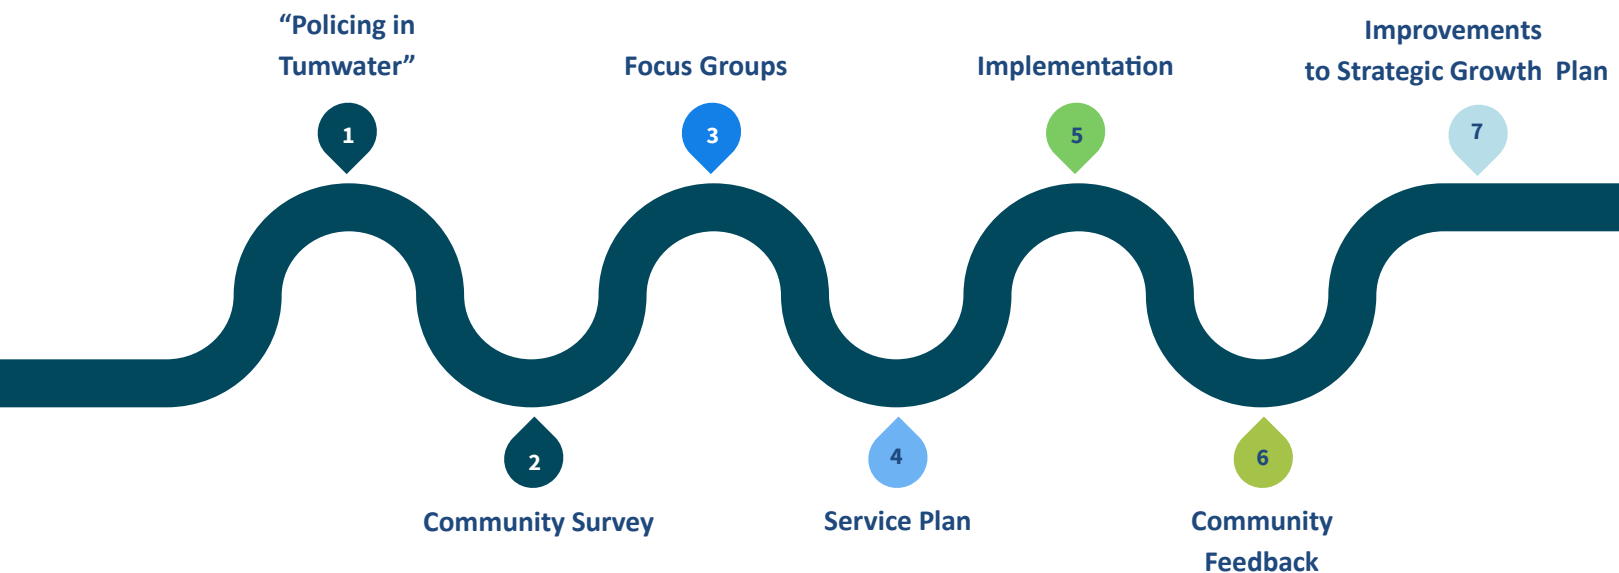 “Policing in
Tumwater”
1
2
Community Survey
Focus Groups
3
4
Service Plan
Implementation
5
6
Community
Feedback
Improvements
to Strategic Growth Plan
7